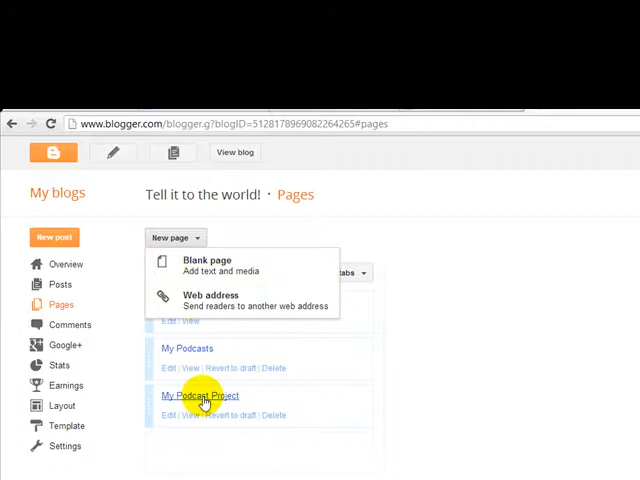 www.blogger.com/blogger.g?blogID=5128178969082264265#pages
View blog
My blogs
Tell it to the world! · Pages
New post
New page
Blank page
Add text and media
Web address
Send readers to another web address
tabs
Edit | View
My Podcasts
Edit | View | Revert to draft | Delete
My Podcast Project
Edit | View | Revert to draft | Delete
Overview
Posts
Pages
Comments
Google+
Stats
Earnings
Layout
Template
Settings